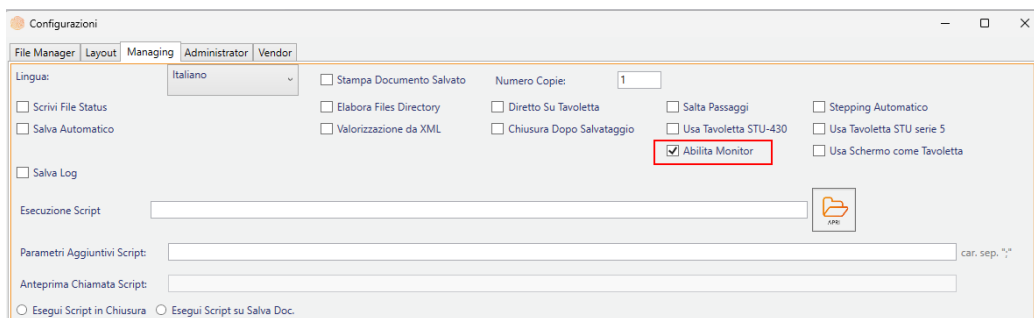 Configurazioni
File Manager Layout Managing Administrator Vendor
Lingua: Italiano Stampa Documento Salvato Numero Copie: 1
Scrivi File Status Elabora Files Directory Diretto Su Tavoletta Salta Passaggi Stepping Automatico
Salva Automatico Valorizzazione da XML Chiusura Dopo Salvataggio Usa Tavoletta STU-430 Usa Tavoletta STU serie 5
Abilita Monitor Usa Schermo come Tavoletta
Salva Log
Esecuzione Script APRI
Parametri Aggiuntivi Script: car. sep. ";"
Anteprima Chiamata Script:
Esegui Script in Chiusura Esegui Script su Salva Doc.